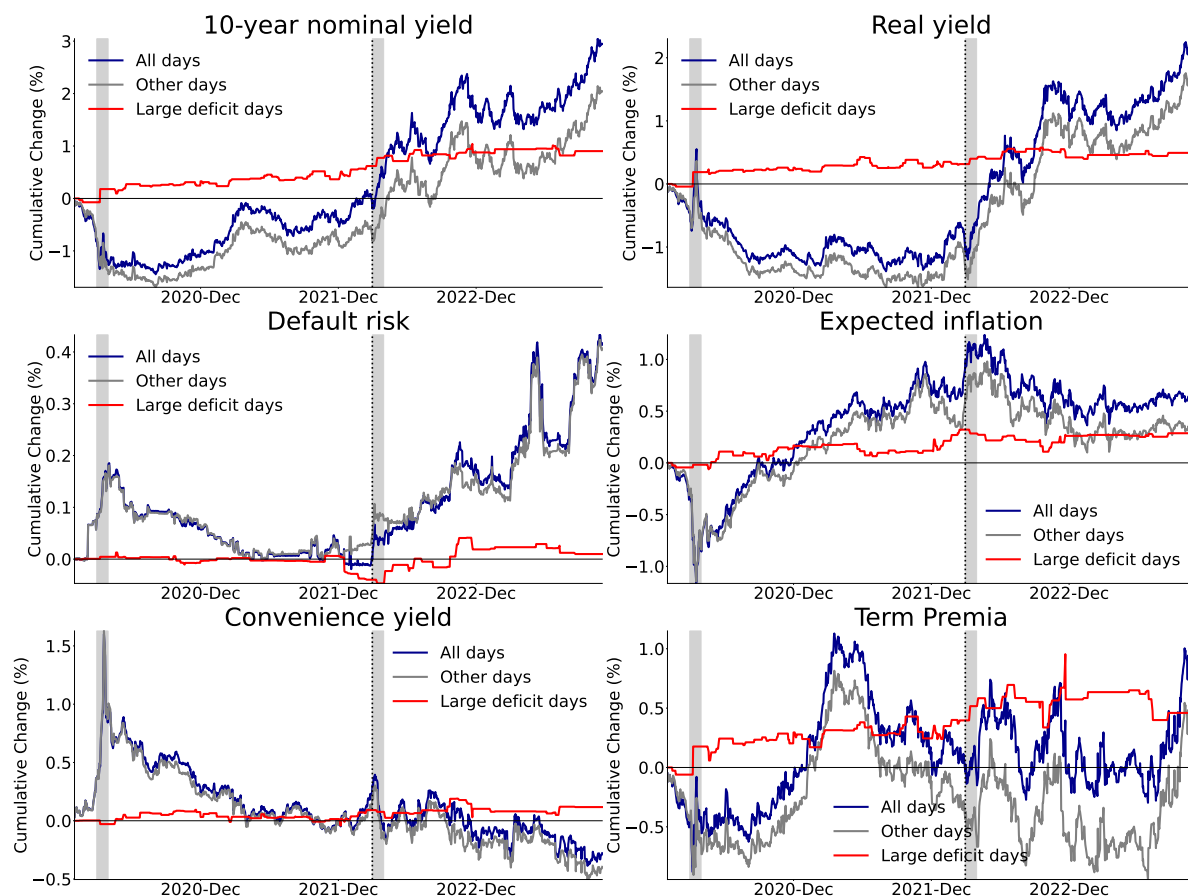 10-year nominal yield
Cumulative Change (%)
3
2
1
0
−1
All days
Other days
Large deficit days
2020-Dec
2021-Dec
2022-Dec
Real yield
Cumulative Change (%)
2
1
0
−1
All days
Other days
Large deficit days
2020-Dec
2021-Dec
2022-Dec
Default risk
Cumulative Change (%)
0.4
0.3
0.2
0.1
0.0
All days
Other days
Large deficit days
2020-Dec
2021-Dec
2022-Dec
Expected inflation
Cumulative Change (%)
1.0
0.5
0.0
−0.5
−1.0
All days
Other days
Large deficit days
2020-Dec
2021-Dec
2022-Dec
Convenience yield
Cumulative Change (%)
1.5
1.0
0.5
0.0
−0.5
All days
Other days
Large deficit days
2020-Dec
2021-Dec
2022-Dec
Term Premia
Cumulative Change (%)
1.0
0.5
0.0
−0.5
All days
Other days
Large deficit days
2020-Dec
2021-Dec
2022-Dec